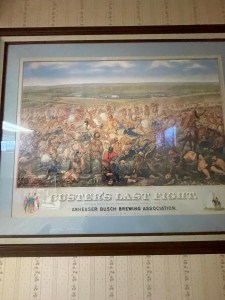 CUSTER'S LAST FIGHT.
ANHEUSER BUSCH BREWING ASSOCIATION.